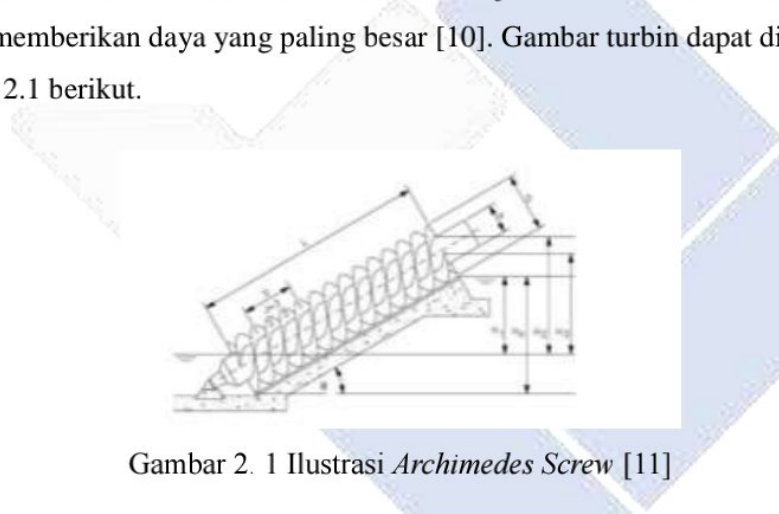 memberikan daya yang paling besar [10]. Gambar turbin dapat di
2.1 berikut.
Gambar 2. 1 Ilustrasi Archimedes Screw [11]